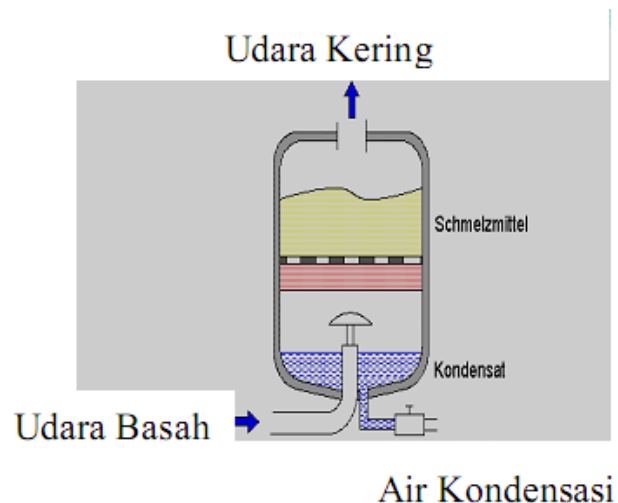 Udara Kering
Schmelzmittel
Kondensat
Udara Basah
Air Kondensasi